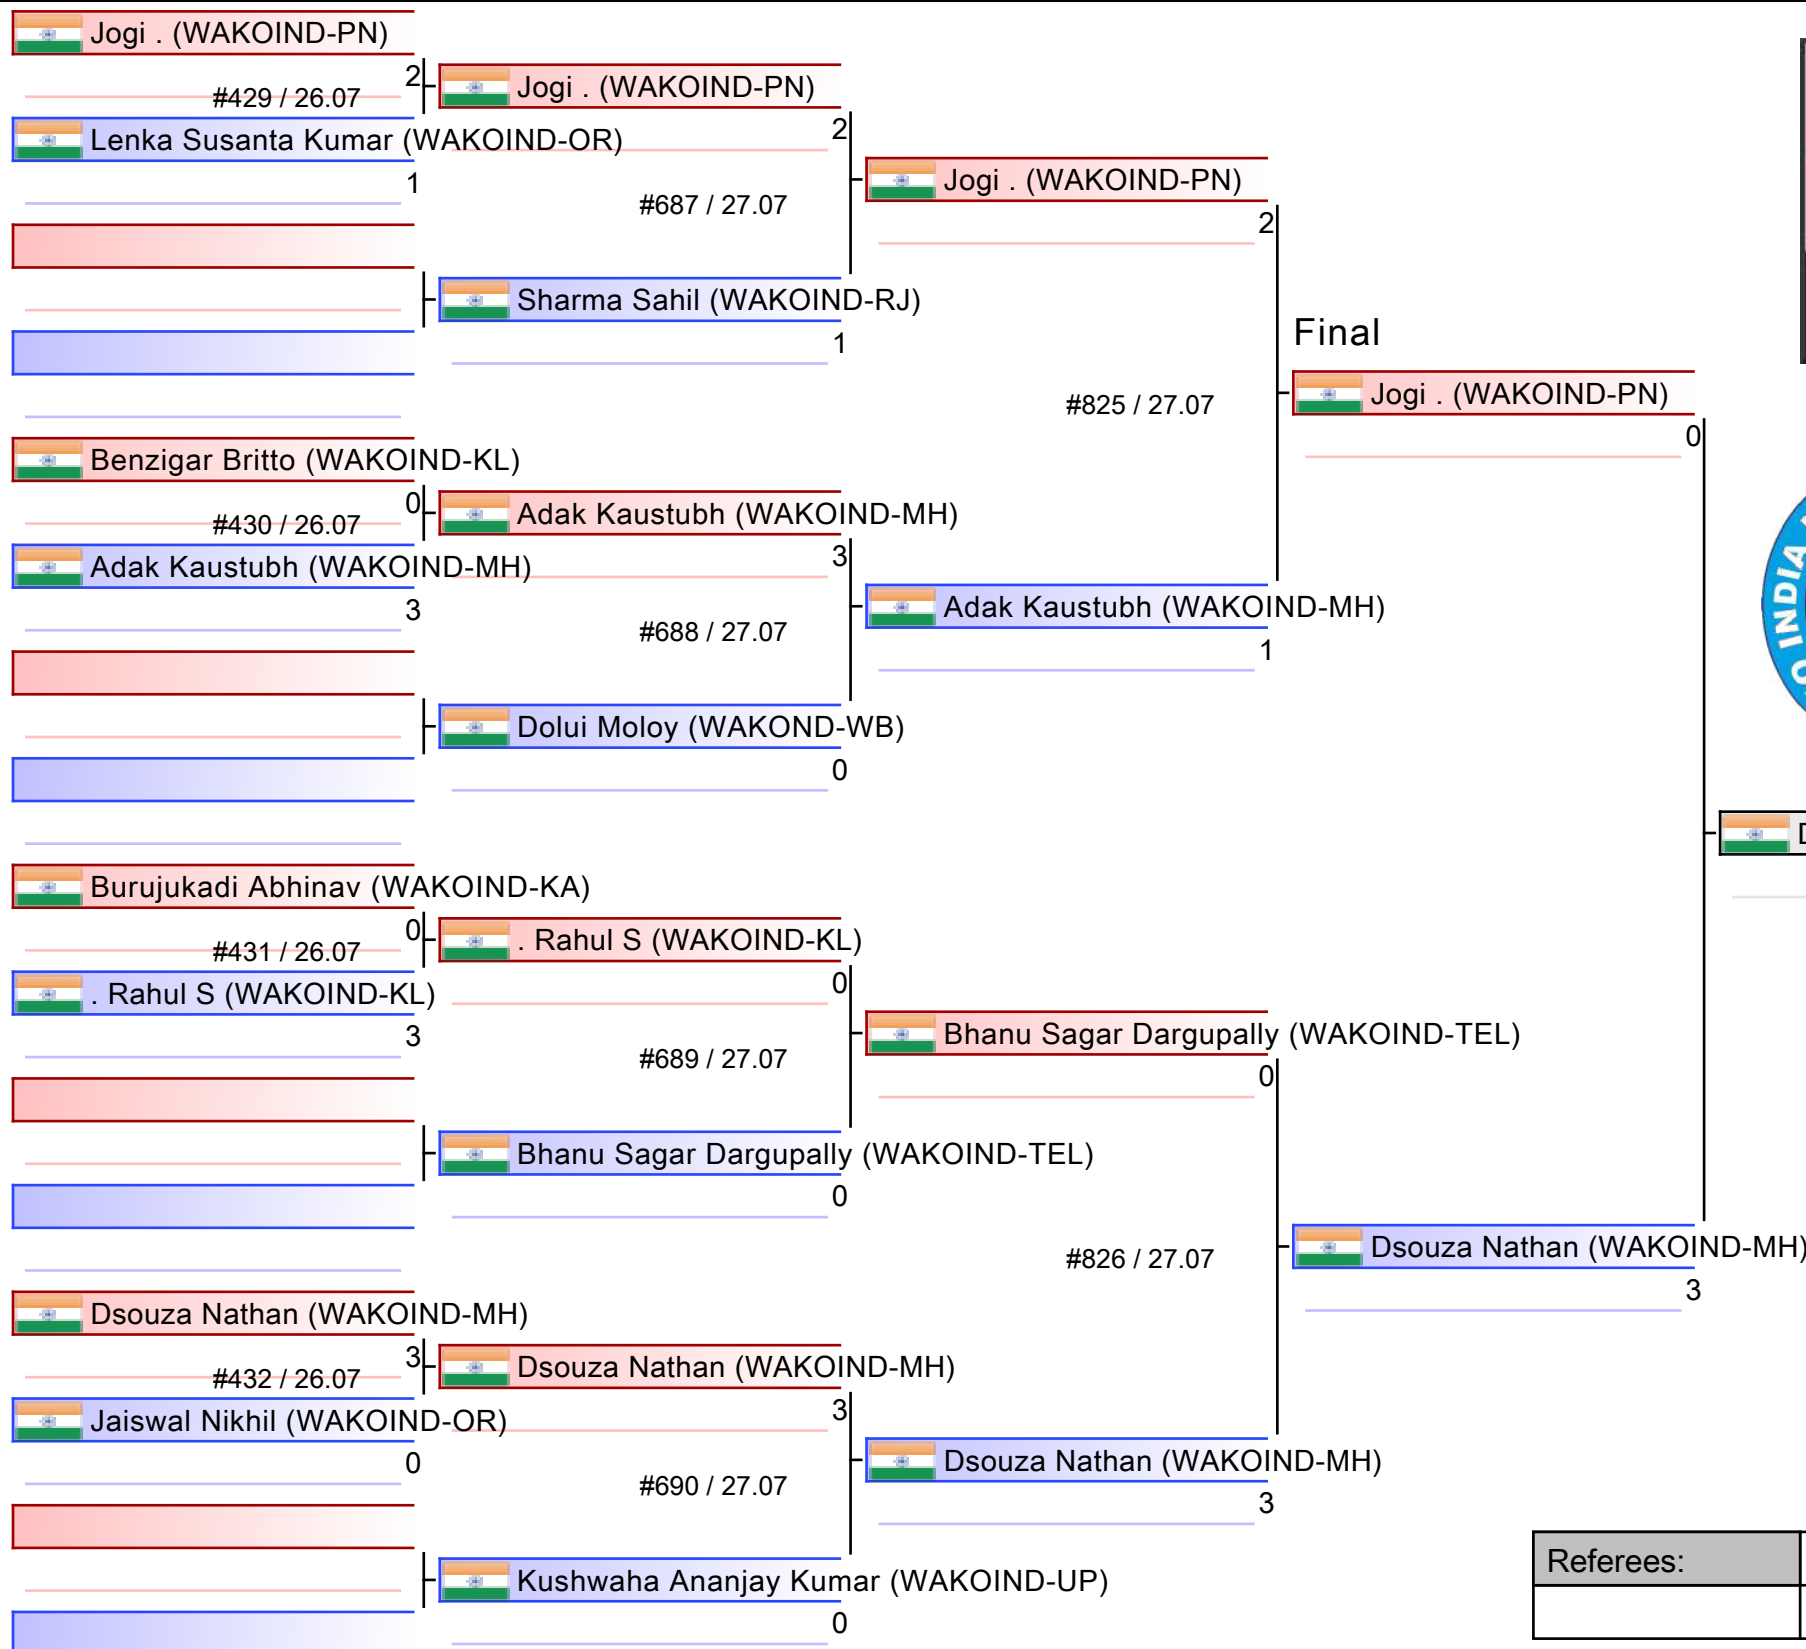 Jogi . (WAKOIND-PN)
2
#429 / 26.07
Lenka Susanta Kumar (WAKOIND-OR)
1
Benzigar Britto (WAKOIND-KL)
0
#430 / 26.07
Adak Kaustubh (WAKOIND-MH)
3
Burujukadi Abhinav (WAKOIND-KA)
0
#431 / 26.07
. Rahul S (WAKOIND-KL)
3
Dsouza Nathan (WAKOIND-MH)
3
#432 / 26.07
Jaiswal Nikhil (WAKOIND-OR)
0
Jogi . (WAKOIND-PN)
2
#687 / 27.07
Sharma Sahil (WAKOIND-RJ)
1
Adak Kaustubh (WAKOIND-MH)
3
#688 / 27.07
Dolui Moloy (WAKOND-WB)
0
. Rahul S (WAKOIND-KL)
0
#689 / 27.07
Bhanu Sagar Dargupally (WAKOIND-TEL)
0
Dsouza Nathan (WAKOIND-MH)
3
#690 / 27.07
Kushwaha Ananjay Kumar (WAKOIND-UP)
0
Jogi . (WAKOIND-PN)
2
#825 / 27.07
Adak Kaustubh (WAKOIND-MH)
1
Bhanu Sagar Dargupally (WAKOIND-TEL)
0
#826 / 27.07
Dsouza Nathan (WAKOIND-MH)
3
Final
Jogi . (WAKOIND-PN)
0
Dsouza Nathan (WAKOIND-MH)
3
INDIA
Referees: